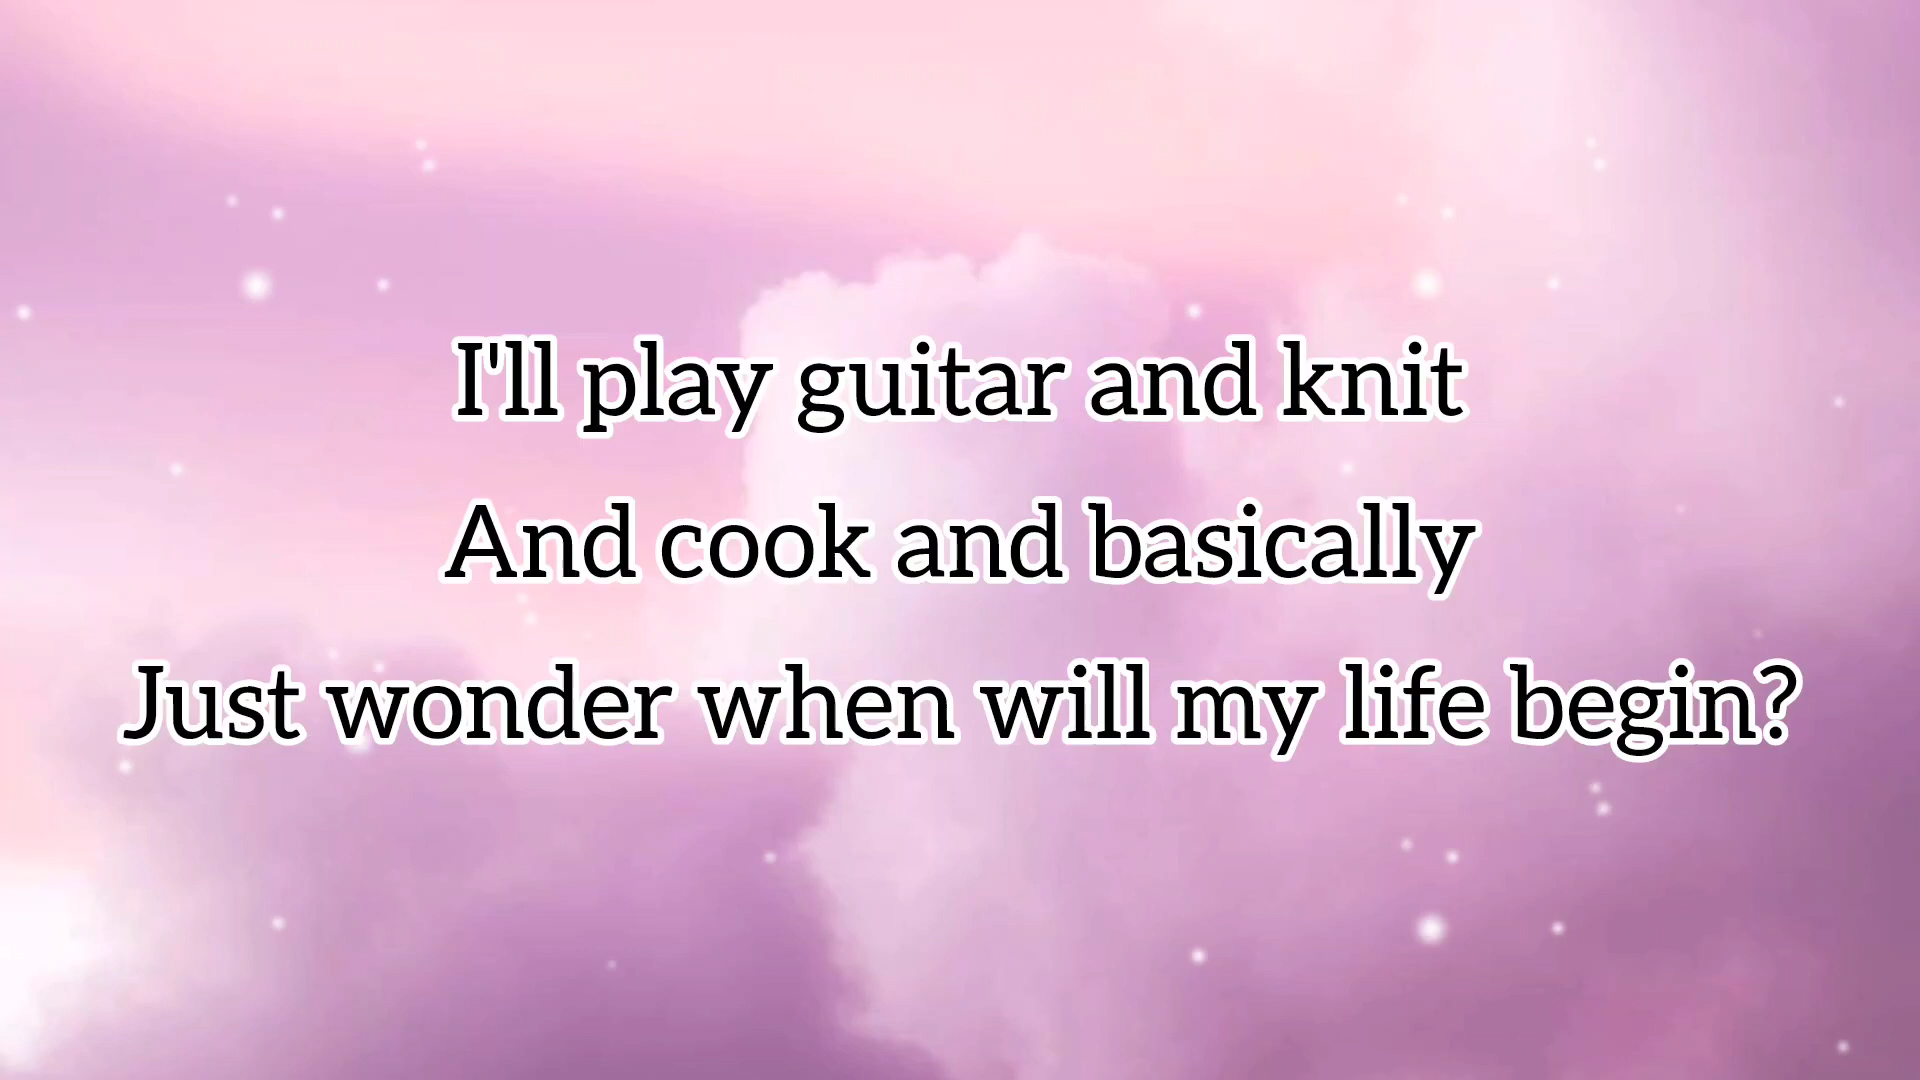 I'll play guitar and knit
And cook and basically
Just wonder when will my life begin?